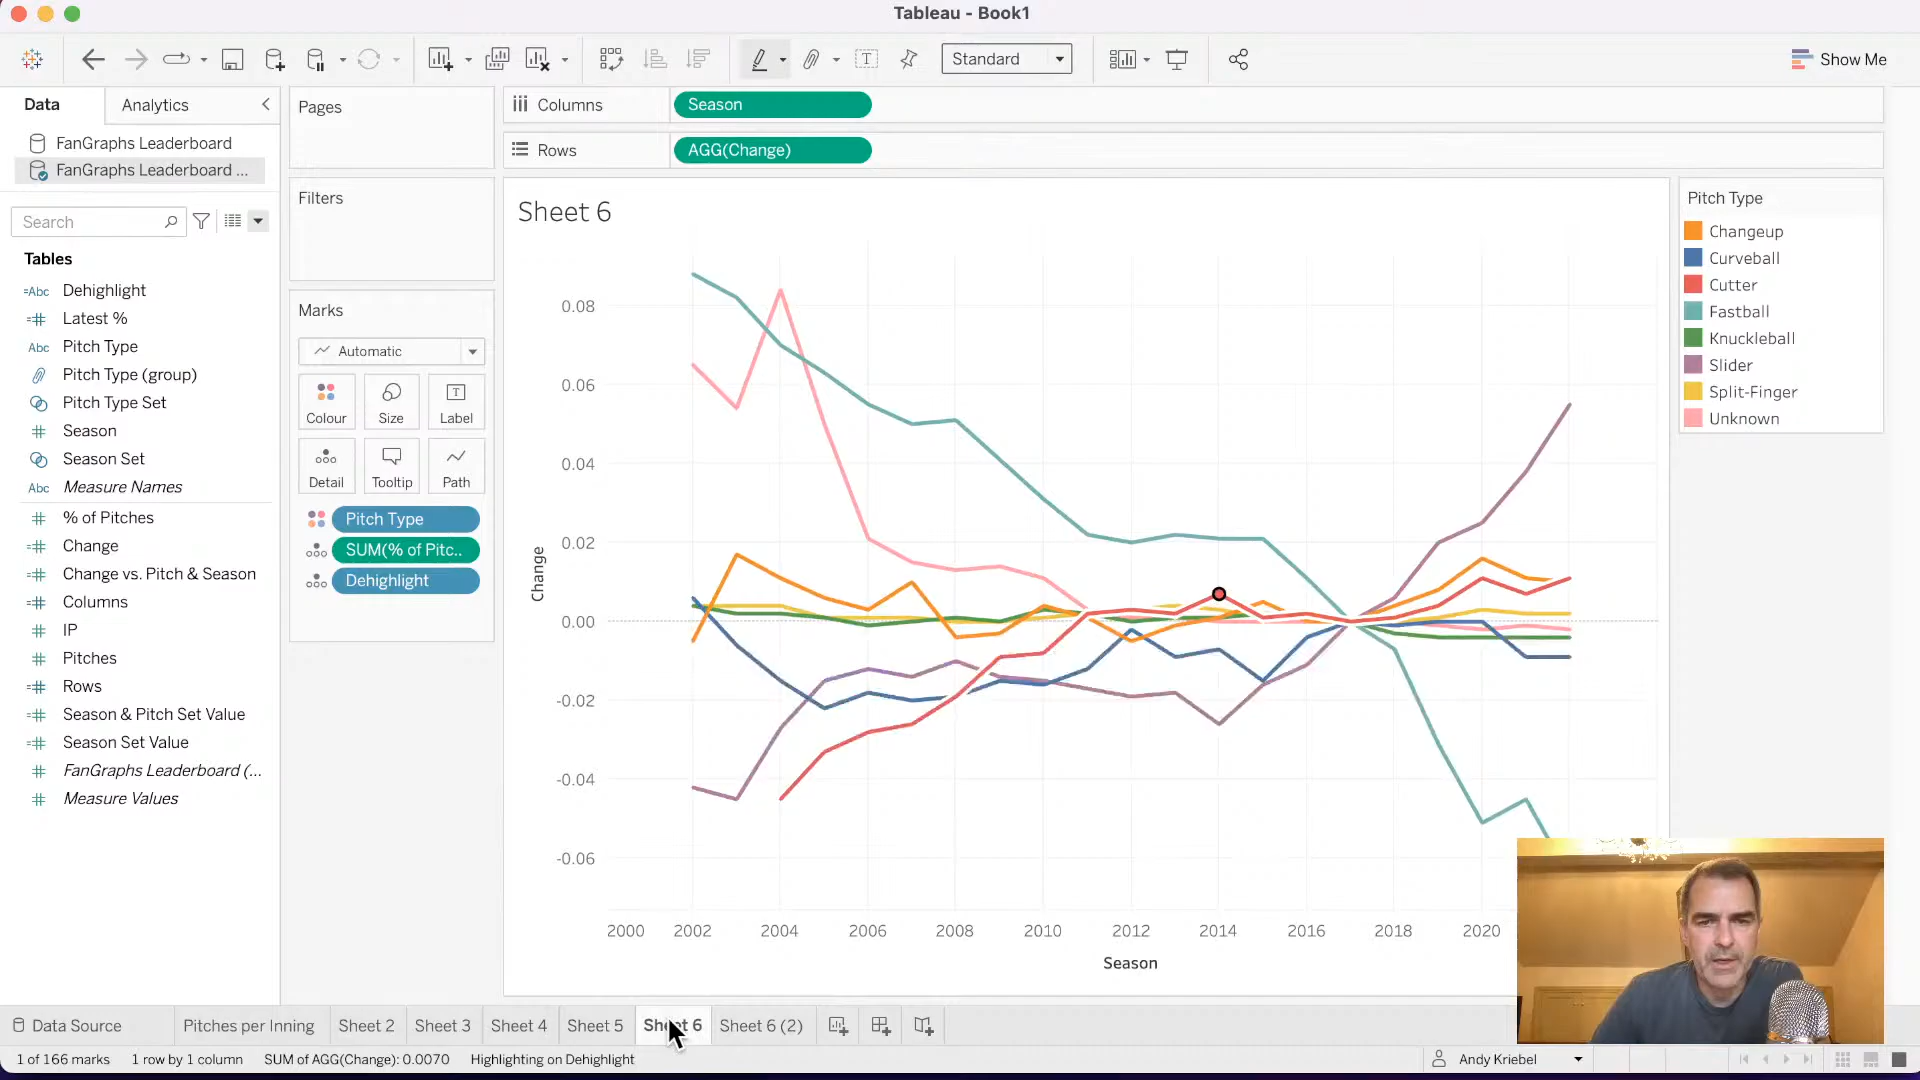 Tableau - Book1
Standard
Show Me
Data
Analytics
FanGraphs Leaderboard
FanGraphs Leaderboard ...
Search
Tables
Abc Dehighlight
Latest %
Abc Pitch Type
Pitch Type (group)
Pitch Type Set
Season
Season Set
Abc Measure Names
% of Pitches
Change
Change vs. Pitch & Season
Columns
IP
Pitches
Rows
Season & Pitch Set Value
Season Set Value
FanGraphs Leaderboard (...
Measure Values
Pages
Filters
Marks
Automatic
Colour
Size
Label
Detail
Tooltip
Path
Pitch Type
SUM(% of Pitc..
Dehighlight
Columns
Season
Rows
AGG(Change)
Sheet 6
0.08
0.06
0.04
0.02
0.00
-0.02
-0.04
-0.06
Change
2000
2002
2004
2006
2008
2010
2012
2014
2016
2018
2020
Season
Pitch Type
Changeup
Curveball
Cutter
Fastball
Knuckleball
Slider
Split-Finger
Unknown
Data Source
Pitches per Inning
Sheet 2
Sheet 3
Sheet 4
Sheet 5
Sheet 6
Sheet 6 (2)
1 of 166 marks
1 row by 1 column
SUM of AGG(Change): 0.0070
Highlighting on Dehighlight
Andy Kriebel